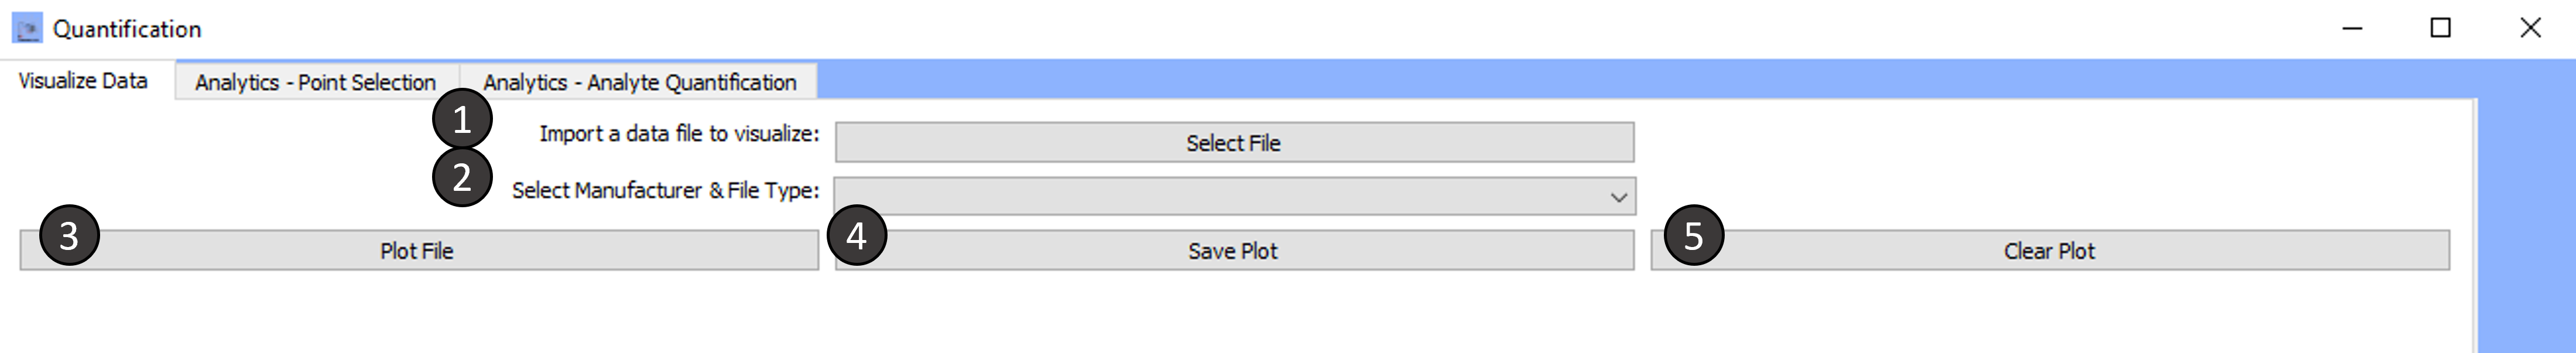 Quantification
Visualize Data Analytics - Point Selection Analytics - Analyte Quantification
1 Import a data file to visualize: Select File
2 Select Manufacturer & File Type:
3 Plot File 4 Save Plot 5 Clear Plot